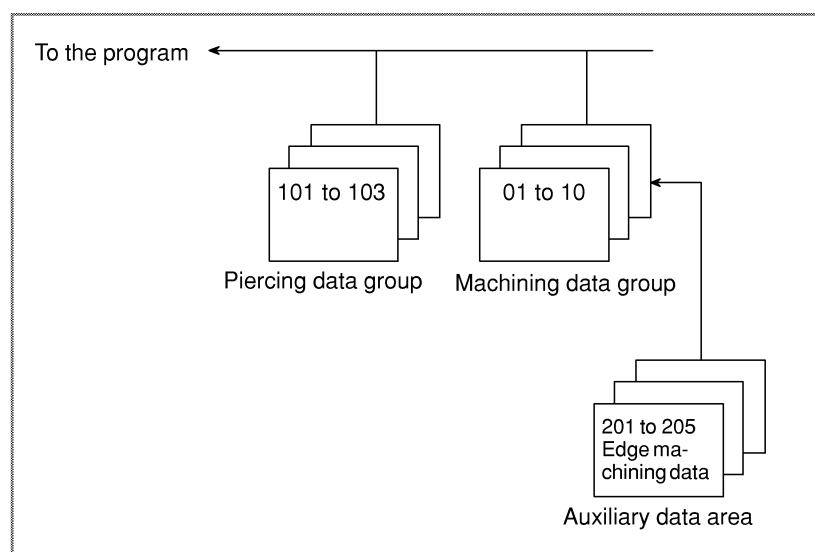 To the program
101 to 103
01 to 10
Piercing data group
Machining data group
201 to 205
Edge ma-
chining data
Auxiliary data area